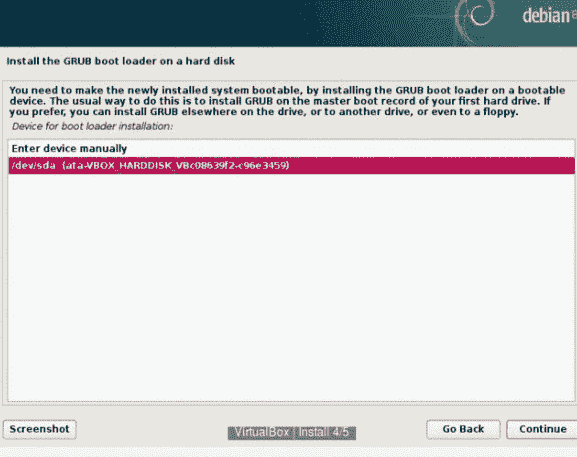 debian
Install the GRUB boot loader on a hard disk
You need to make the newly installed system bootable, by installing the GRUB boot loader on a bootable
device. The usual way to do this is to install GRUB on the master boot record of your first hard drive. If
you prefer, you can install GRUB elsewhere on the drive, or to another drive, or even to a floppy.
Device for boot loader installation:
Enter device manually
/dev/sda (ata-VBOX_HARDDISK_VBc08639f2-c96e3459)
Screenshot
VirtualBox Install 4.5
Go Back
Continue